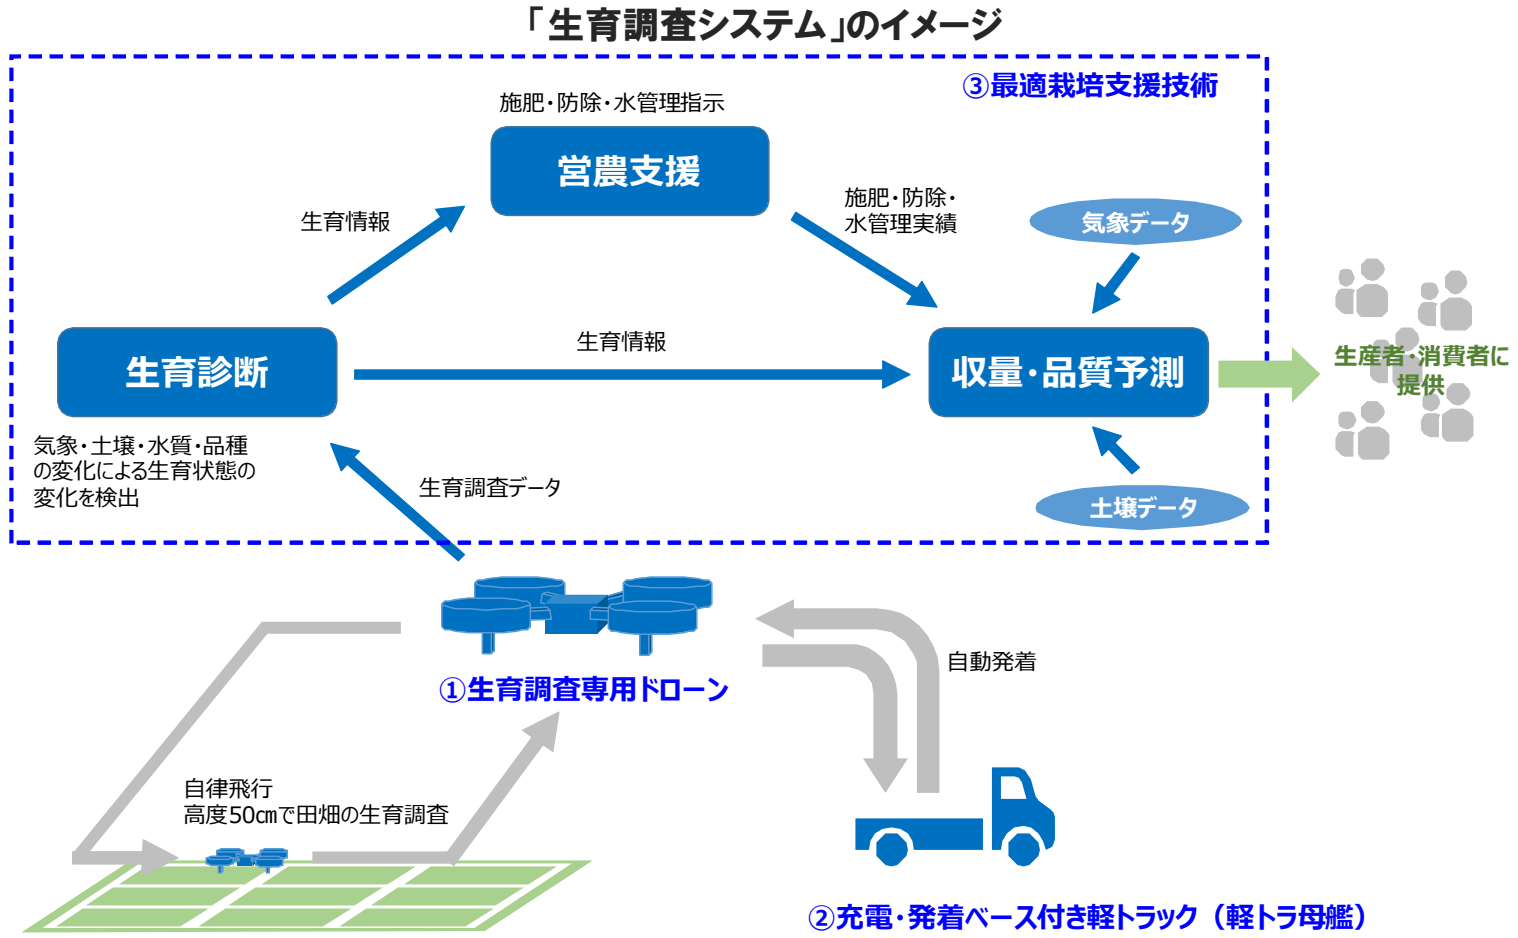 「生育調査システム」のイメージ
③最適栽培支援技術
施肥・防除・水管理指示
営農支援
生育情報
施肥・防除・
水管理実績
気象データ
生育診断
生育情報
収量・品質予測
生産者・消費者に
提供
気象・土壌・水質・品種
の変化による生育状態の
変化を検出
生育調査データ
土壌データ
①生育調査専用ドローン
自動発着
自律飛行
高度50㎝で田畑の生育調査
②充電・発着ベース付き軽トラック（軽トラ母艦）